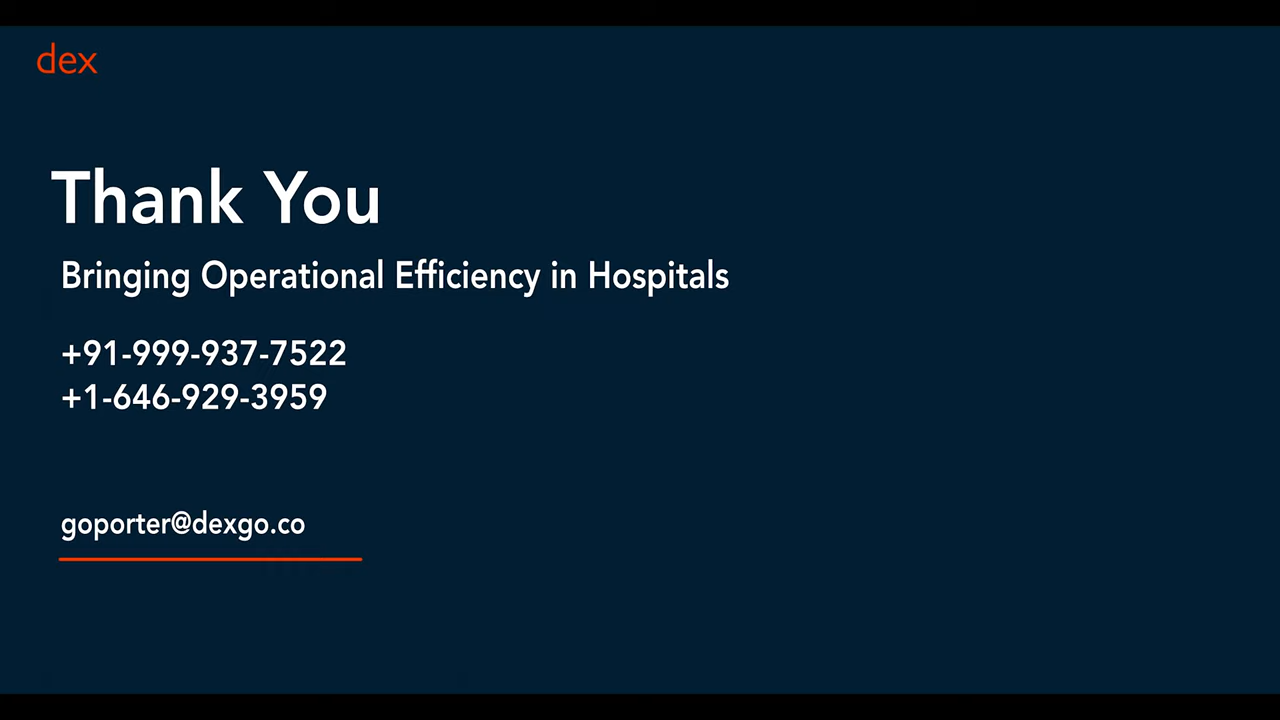 dex
Thank You
Bringing Operational Efficiency in Hospitals
+91-999-937-7522
+1-646-929-3959
goporter@dexgo.co